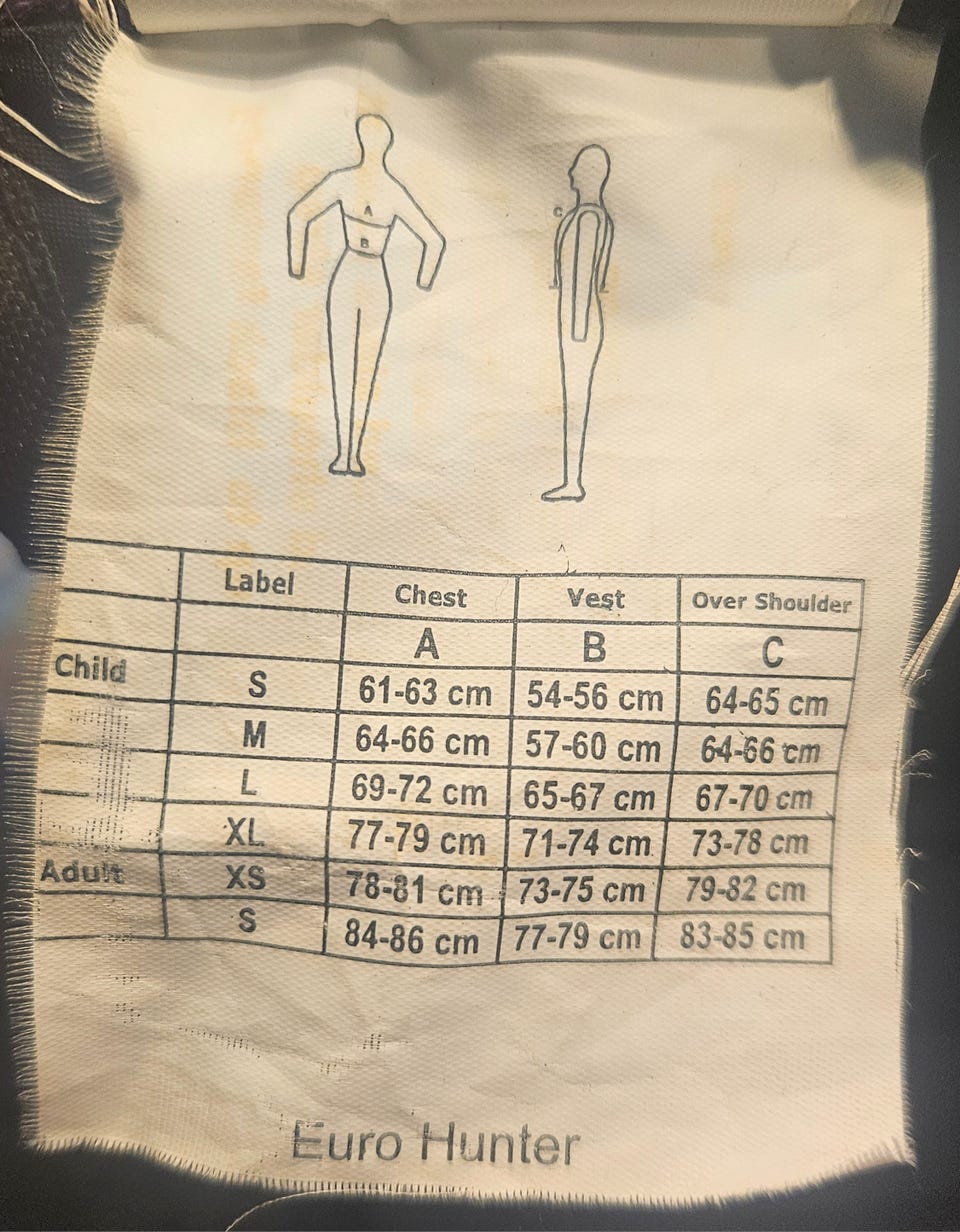 A
B
C
Label Chest Vest Over Shoulder
A B C
Child S 61-63 cm 54-56 cm 64-65 cm
M 64-66 cm 57-60 cm 64-66 cm
L 69-72 cm 65-67 cm 67-70 cm
XL 77-79 cm 71-74 cm 73-78 cm
Adult XS 78-81 cm 73-75 cm 79-82 cm
S 84-86 cm 77-79 cm 83-85 cm
Euro Hunter